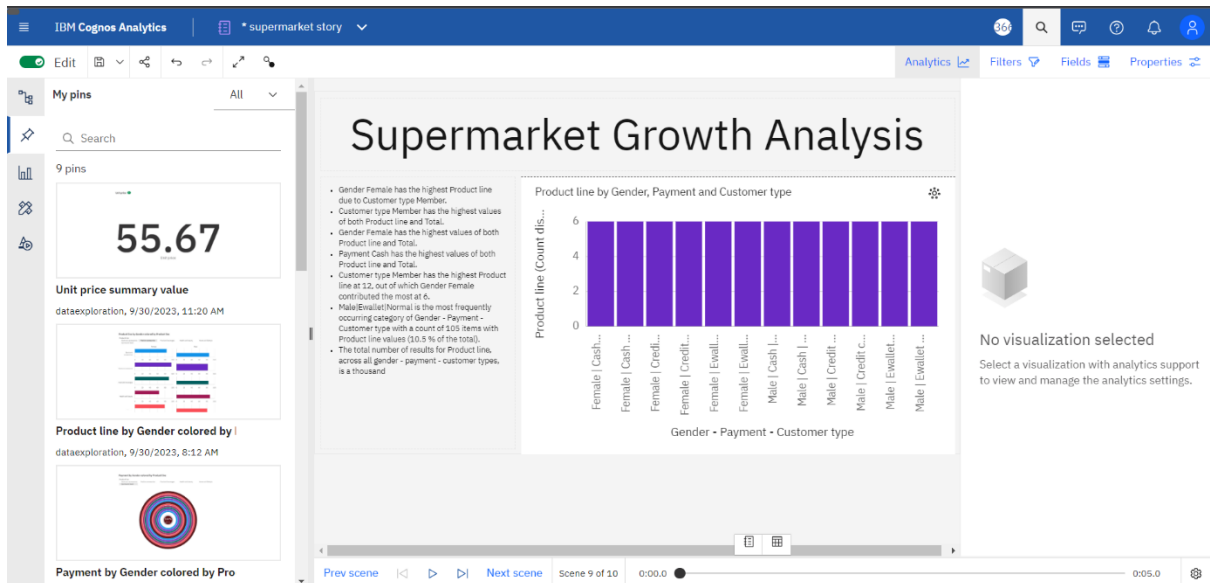 IBM Cognos Analytics
* supermarket story
Edit
Analytics
Filters
Fields
Properties
My pins
All
Search
9 pins
55.67
Unit price summary value
dataexploration, 9/30/2023, 11:20 AM
Product line by Gender colored by
dataexploration, 9/30/2023, 8:12 AM
Payment by Gender colored by Pro
Supermarket Growth Analysis
• Gender Female has the highest Product line
due to Customer type Member.
• Customer type Member has the highest values
of both Product line and Total.
• Gender Female has the highest values of both
Product line and Total.
• Payment Cash has the highest values of both
Product line and Total.
• Customer type Member has the highest Product
line at 12, out of which Gender Female
contributed the most at 6.
• Male|Ewallet|Normal is the most frequently
occurring category of Gender - Payment -
Customer type with a count of 105 items with
Product line values (10.5 % of the total).
• The total number of results for Product line,
across all gender - payment - customer types,
is a thousand
Product line by Gender, Payment and Customer type
Product line (Count dis...
6
4
2
0
Female | Cash...
Female | Cash ...
Female | Credi...
Female | Credit...
Female | Ewall...
Female | Ewall...
Male | Cash | ...
Male | Cash | ...
Male | Credit ...
Male | Credit c...
Male | Ewallet...
Male | Ewallet ...
Gender - Payment - Customer type
No visualization selected
Select a visualization with analytics support
to view and manage the analytics settings.
Prev scene
Next scene
Scene 9 of 10
0:00.0
0:05.0